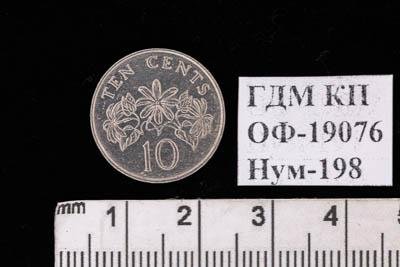 TEN CENTS
10
ГДМ КП
ОФ-19076
Нум-198
mm 1 2 3 4